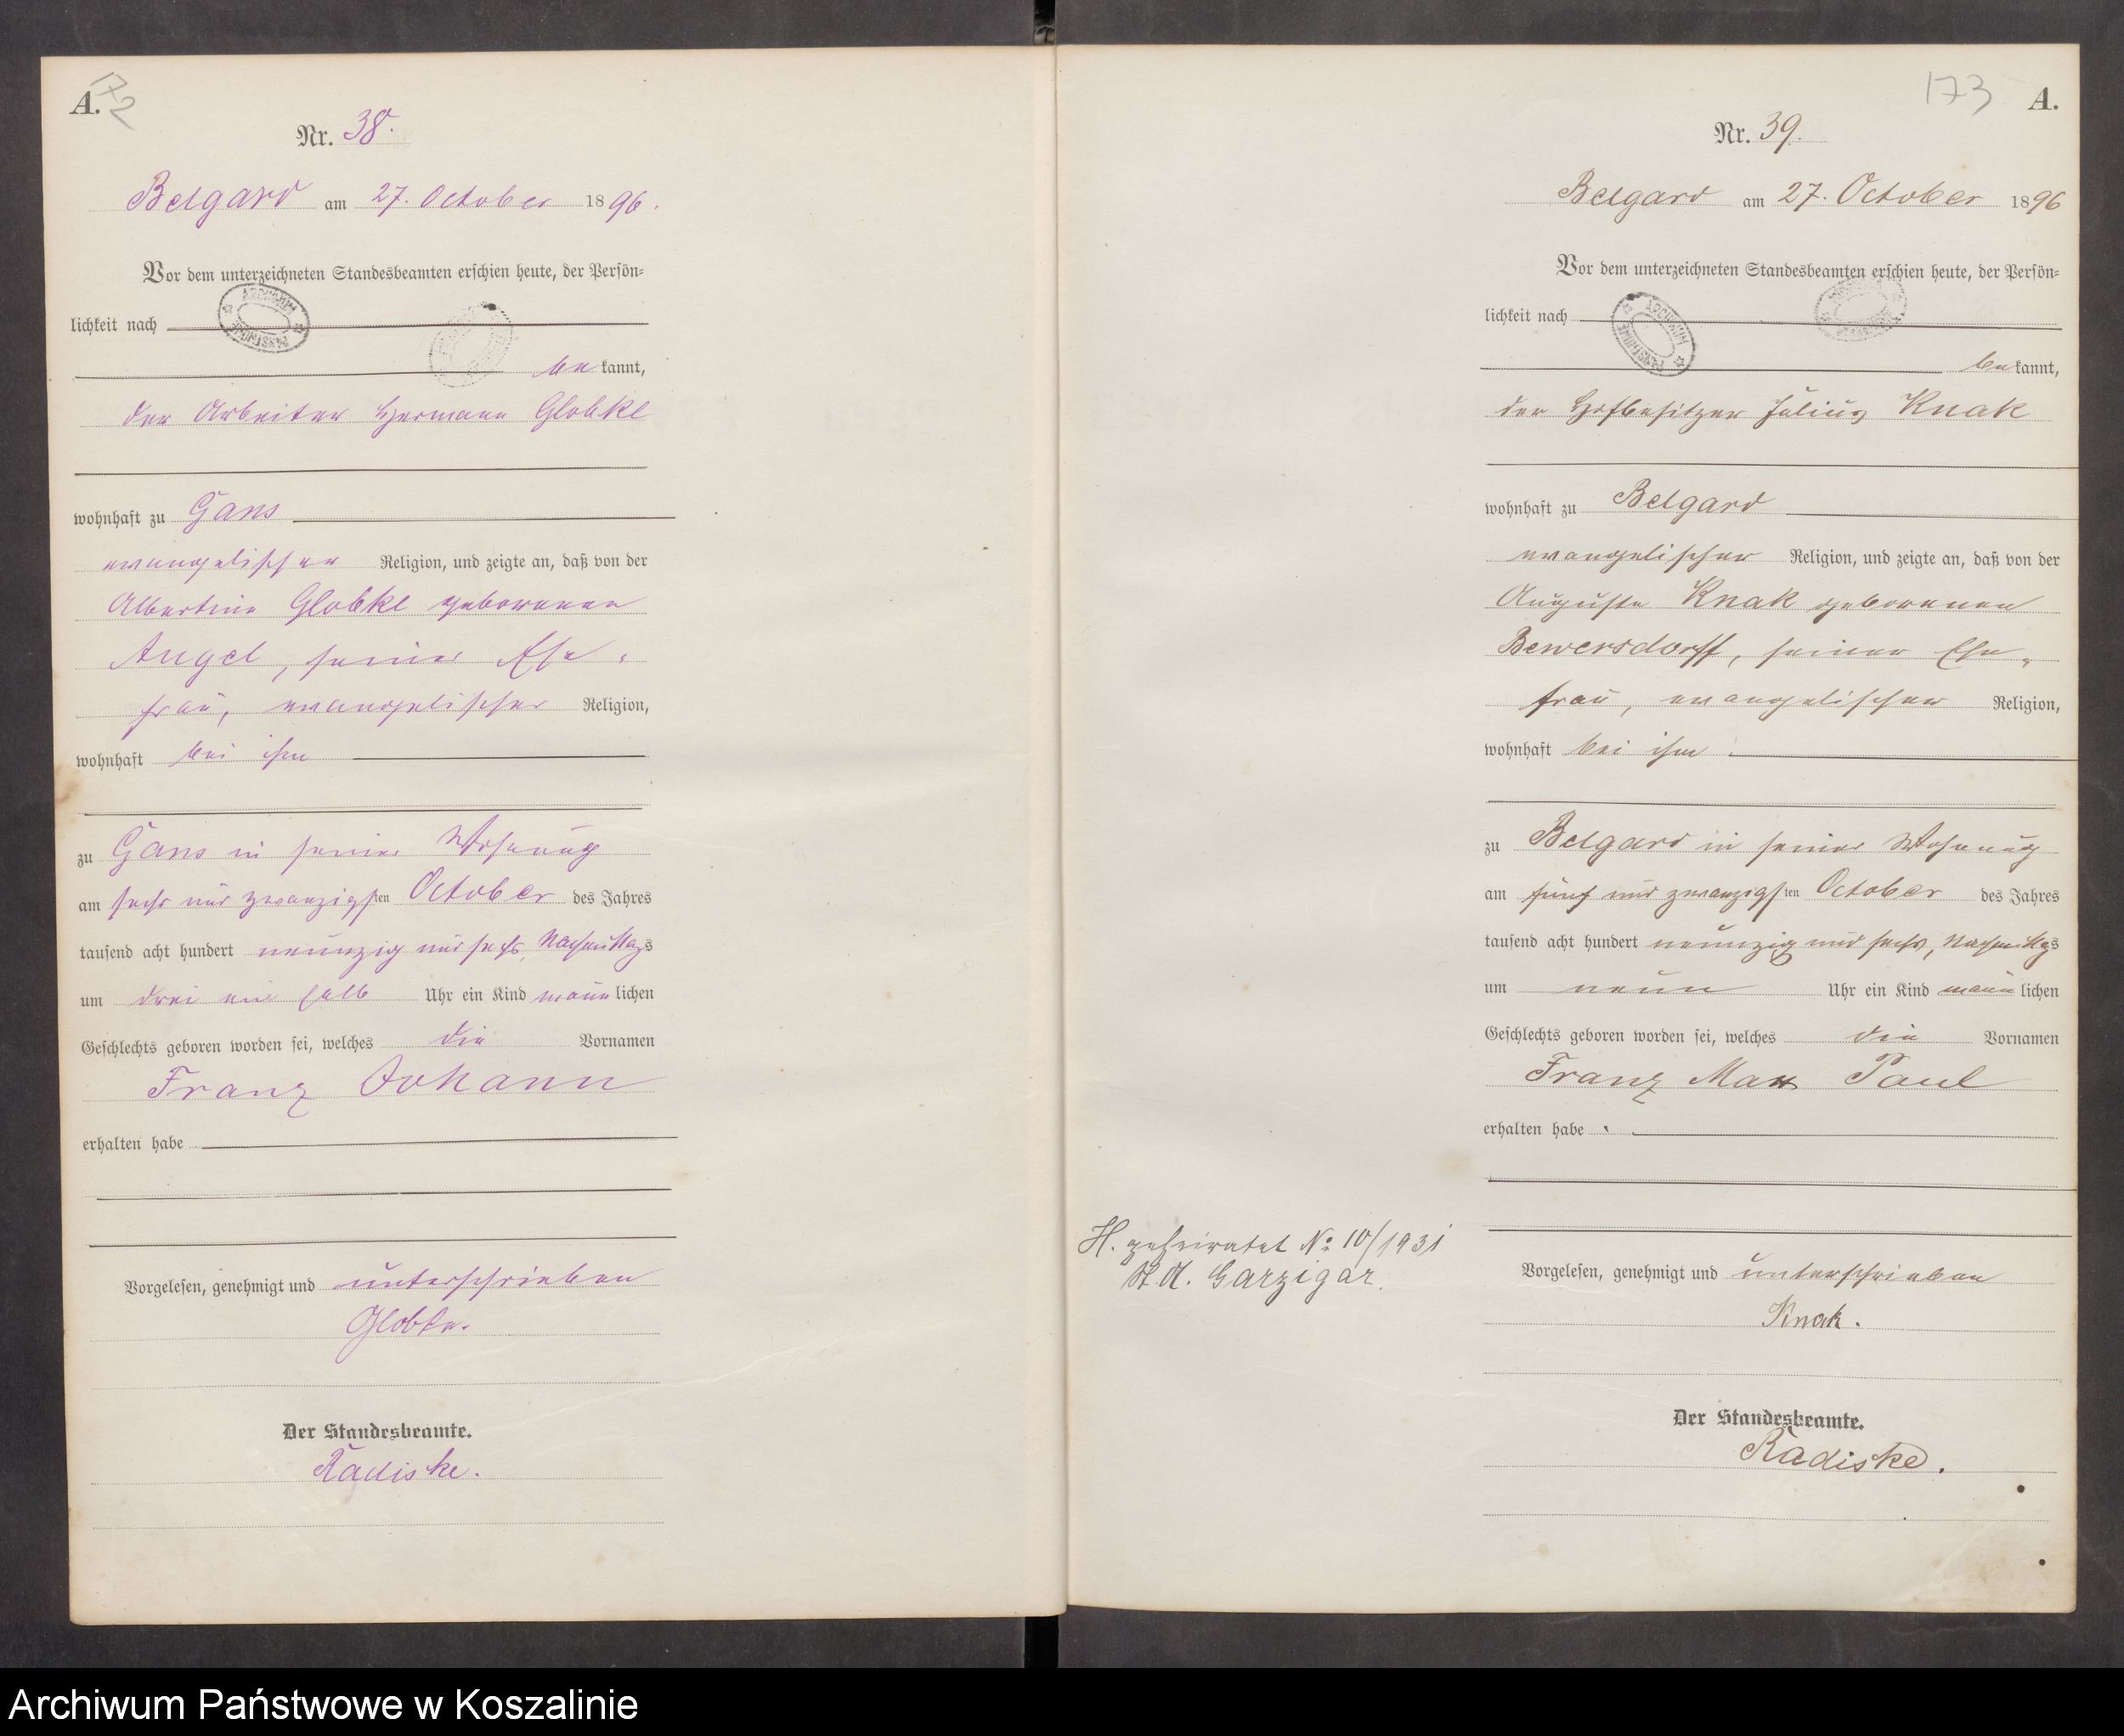 172
A.
Nr. 38.
Belgard am 27. October 1896.
Vor dem unterzeichneten Standesbeamten erschien heute, der Persön-
lichkeit nach
bekannt,
der Arbeiter Hermann Globke
wohnhaft zu Gans
evangelischer Religion, und zeigte an, daß von der
Albertine Globke geborenen
Angel, seiner Ehe-
frau, evangelischer Religion,
wohnhaft bei ihm
zu Gans in seiner Wohnung
am sechs und zwanzigsten October des Jahres
tausend acht hundert neunzig und sechs, Nachmittags
um drei ein halb Uhr ein Kind männlichen
Geschlechts geboren worden sei, welches die Vornamen
Franz Johann
erhalten habe
Vorgelesen, genehmigt und unterschrieben
Globke.
Der Standesbeamte.
Radiske.
173
A.
Nr. 39.
Belgard am 27. October 1896
Vor dem unterzeichneten Standesbeamten erschien heute, der Persön-
lichkeit nach
bekannt,
der Hofbesitzer Julius Knak
wohnhaft zu Belgard
evangelischer Religion, und zeigte an, daß von der
Auguste Knak geborenen
Bewersdorff, seiner Ehe-
frau, evangelischer Religion,
wohnhaft bei ihm
zu Belgard in seiner Wohnung
am fünf und zwanzigsten October des Jahres
tausend acht hundert neunzig und sechs, Nachmittags
um neun Uhr ein Kind männlichen
Geschlechts geboren worden sei, welches die Vornamen
Franz Max Paul
erhalten habe.
Vorgelesen, genehmigt und unterschrieben
Knak.
Der Standesbeamte.
Radiske.
H. geheiratet No 10/1931
St. A. Garzigar.
Archiwum Państwowe w Koszalinie